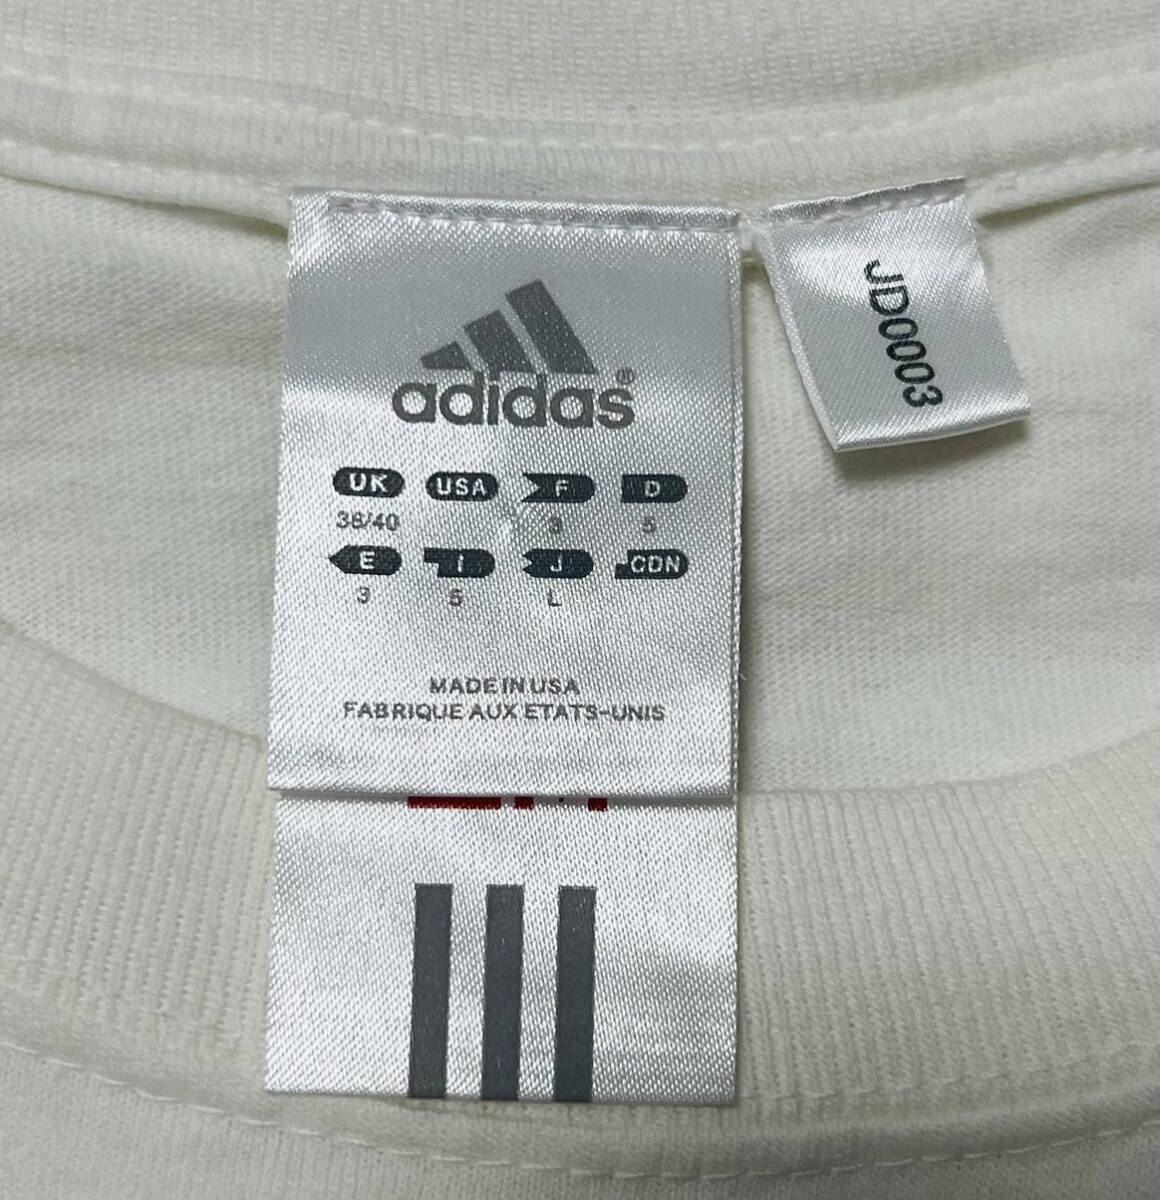 adidas®
UK USA F D
38/40 3 5
E I J CDN
3 5 L
MADE IN USA
FABRIQUE AUX ETATS-UNIS
JD0003